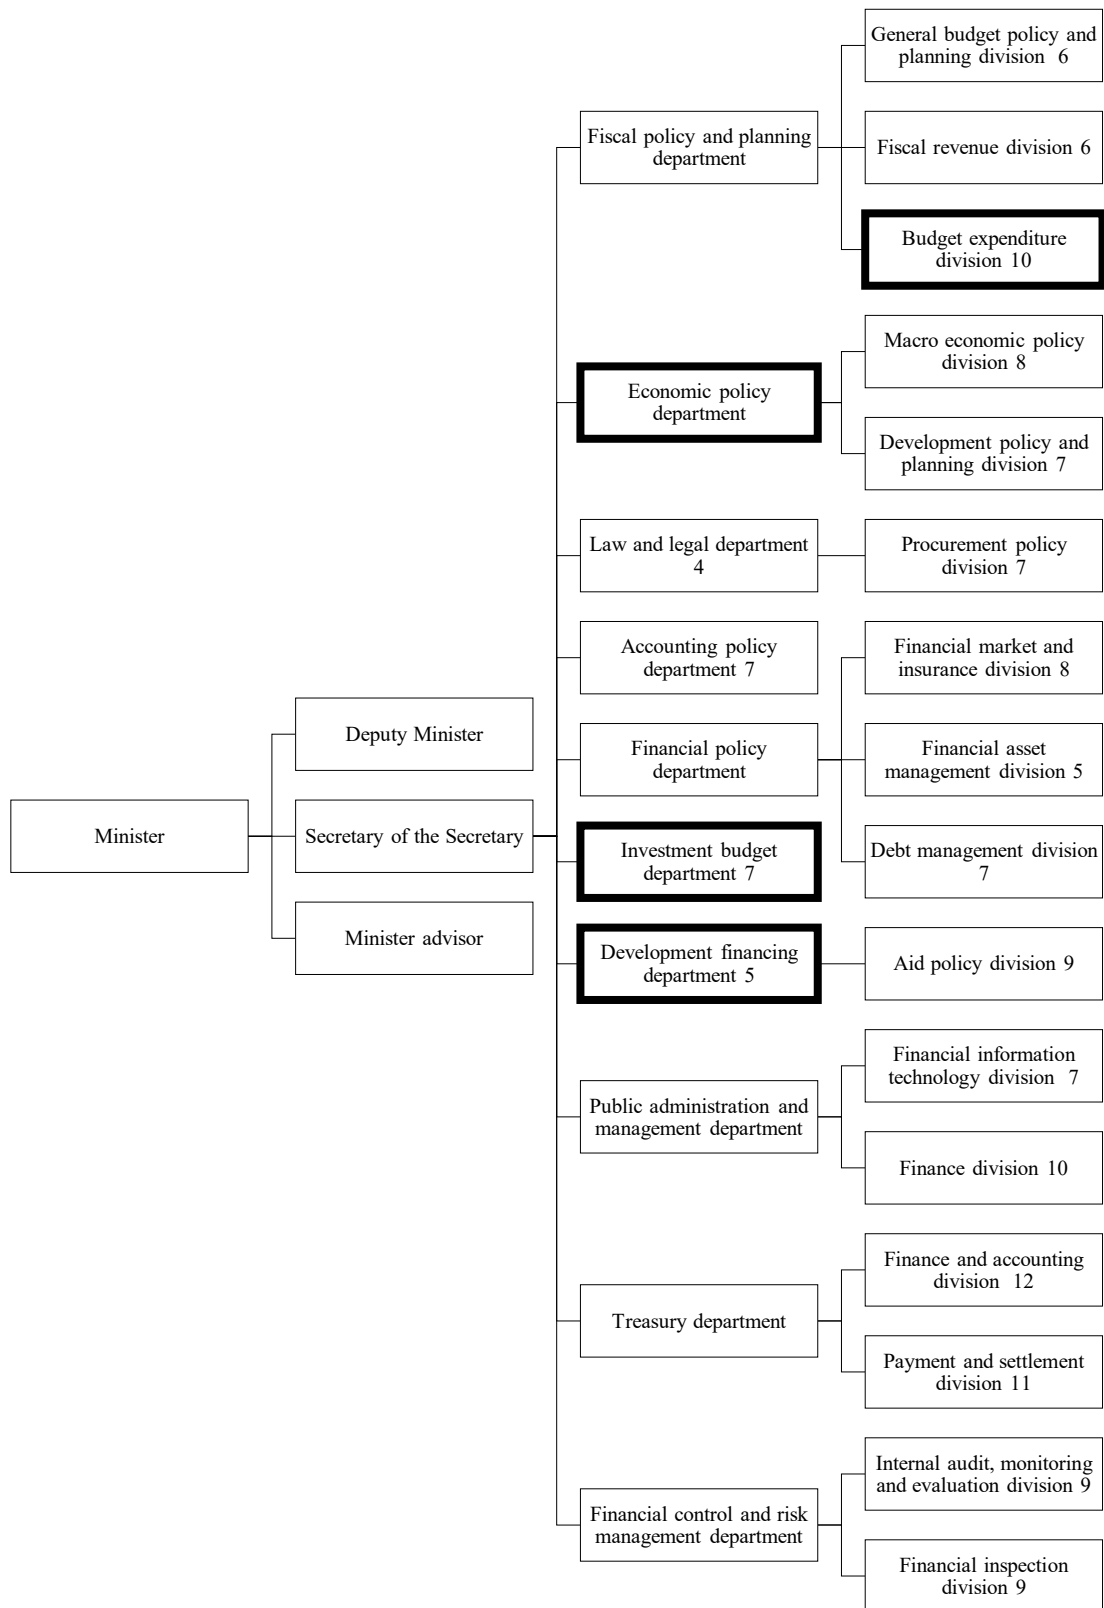 General budget policy and
planning division 6
Fiscal policy and planning
department
Fiscal revenue division 6
Budget expenditure
division 10
Macro economic policy
division 8
Economic policy
department
Development policy and
planning division 7
Law and legal department
4
Procurement policy
division 7
Accounting policy
department 7
Financial market and
insurance division 8
Deputy Minister
Financial policy
department
Financial asset
management division 5
Minister
Secretary of the Secretary
Investment budget
department 7
Debt management division
7
Minister advisor
Development financing
department 5
Aid policy division 9
Financial information
technology division 7
Public administration and
management department
Finance division 10
Finance and accounting
division 12
Treasury department
Payment and settlement
division 11
Internal audit, monitoring
and evaluation division 9
Financial control and risk
management department
Financial inspection
division 9